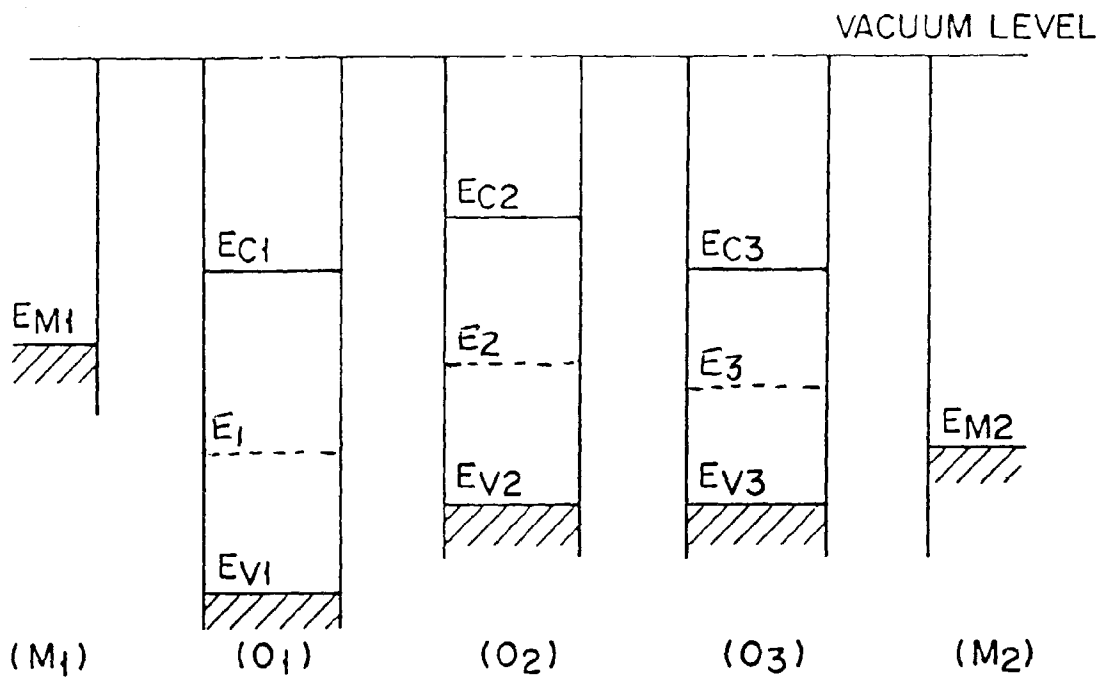 VACUUM LEVEL
EC2
EC1
EC3
EM1
E2
E3
E1
EM2
EV2
EV3
EV1
(M1) (O1) (O2) (O3) (M2)